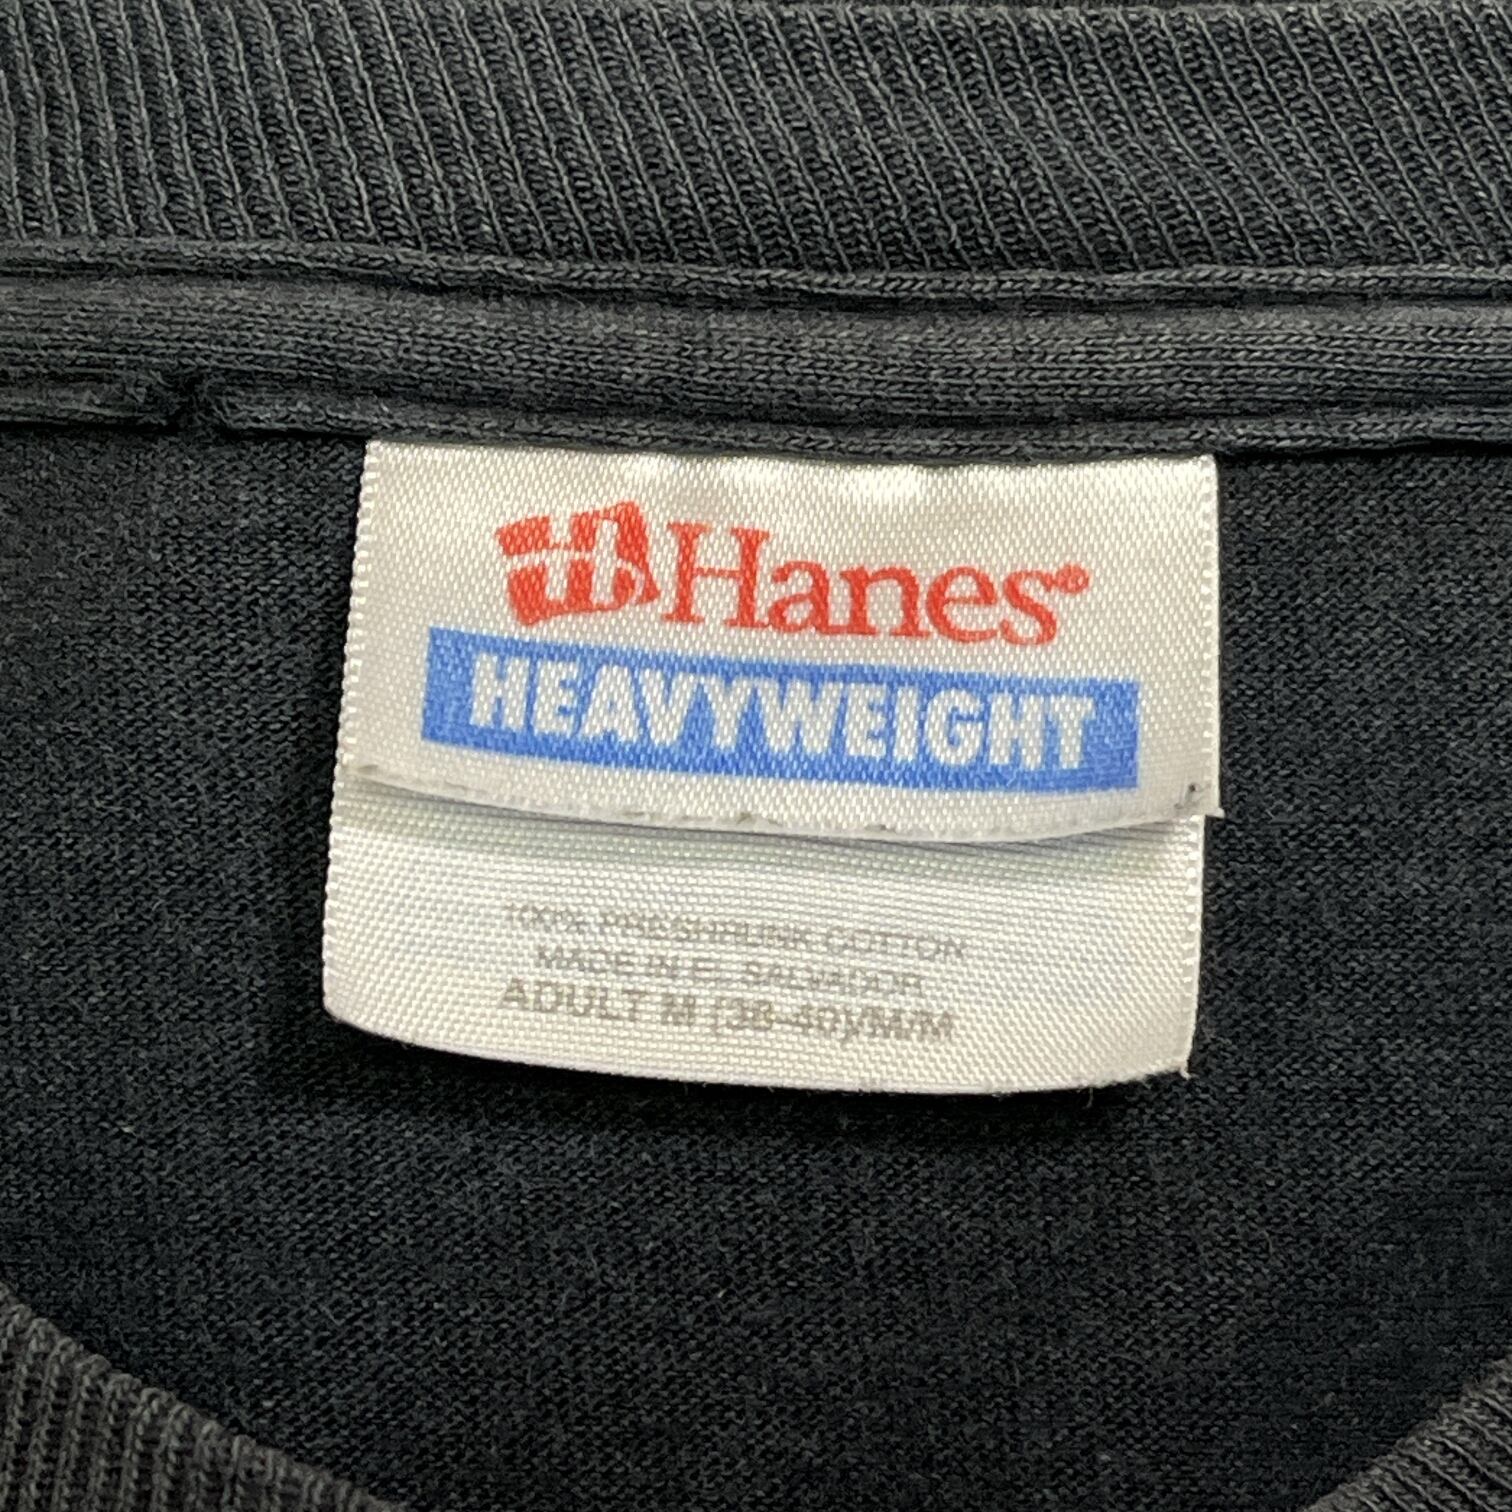 Hanes®
HEAVYWEIGHT
100% PRESHRUNK COTTON
MADE IN EL SALVADOR
ADULT M [38-40]/M/M